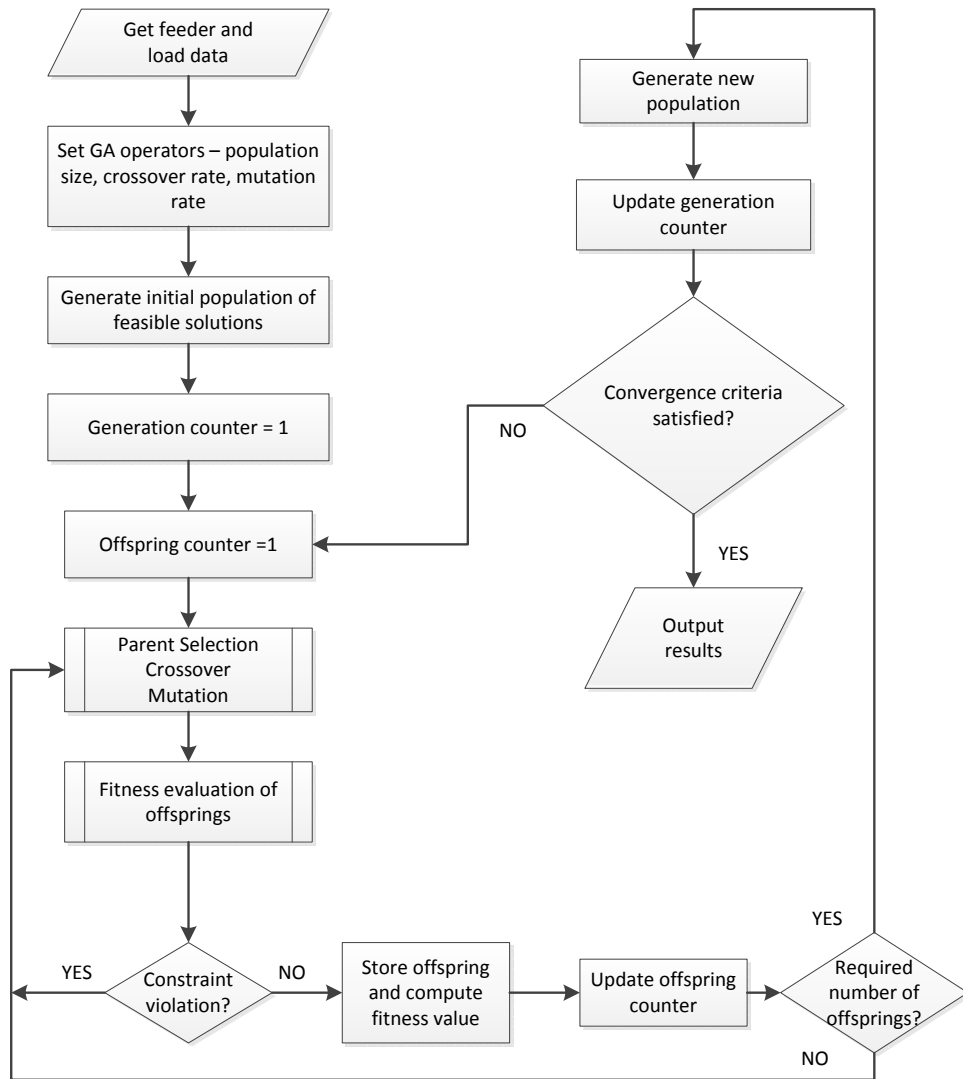 Get feeder and
load data
Set GA operators – population
size, crossover rate, mutation
rate
Generate initial population of
feasible solutions
Generation counter = 1
Offspring counter =1
Parent Selection
Crossover
Mutation
Fitness evaluation of
offsprings
Constraint
violation?
YES
NO
Store offspring
and compute
fitness value
Update offspring
counter
Required
number of
offsprings?
YES
NO
Generate new
population
Update generation
counter
Convergence criteria
satisfied?
NO
YES
Output
results